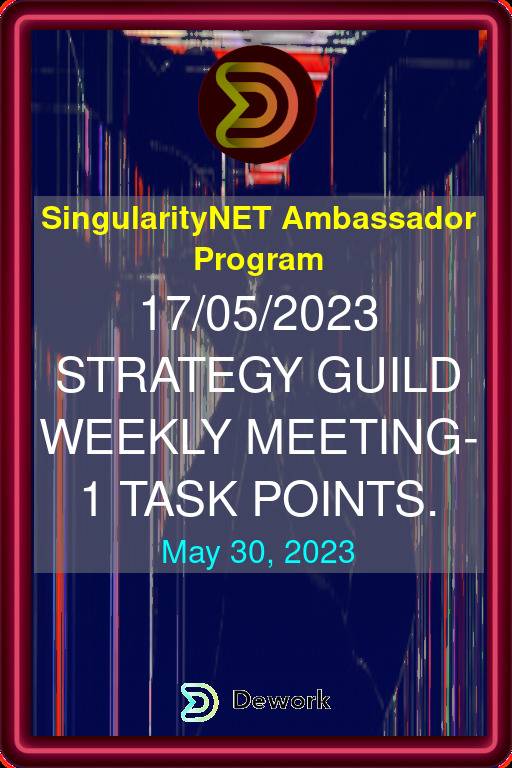 SingularityNET Ambassador
Program
17/05/2023
STRATEGY GUILD
WEEKLY MEETING-
1 TASK POINTS.
May 30, 2023
Dework